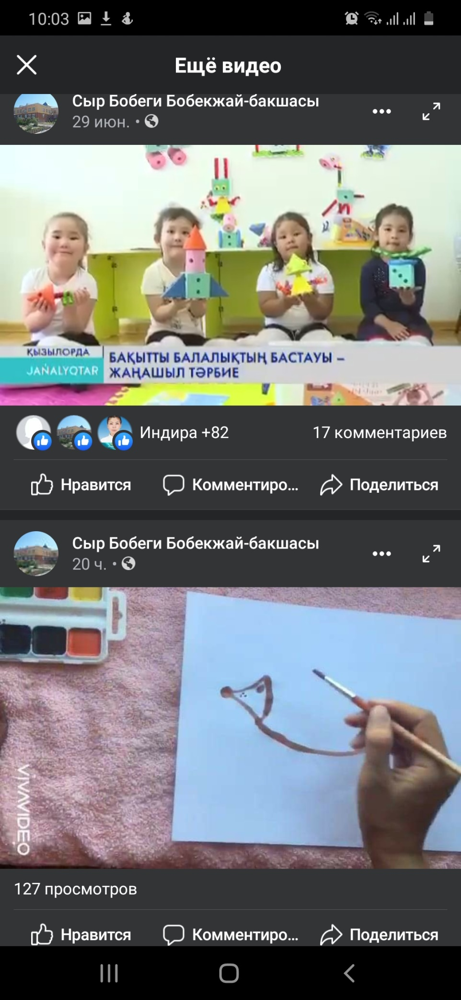 10:03
Ещё видео
Сыр Бобеги Бобекжай-бакшасы
29 июн. •
ҚЫЗЫЛОРДА
JAŃALYQTAR
БАҚЫТТЫ БАЛАЛЫҚТЫҢ БАСТАУЫ –
ЖАҢАШЫЛ ТӘРБИЕ
Индира +82
17 комментариев
Нравится
Комментиро...
Поделиться
Сыр Бобеги Бобекжай-бакшасы
20 ч. •
VIVAVIDEO
127 просмотров
Нравится
Комментиро...
Поделиться